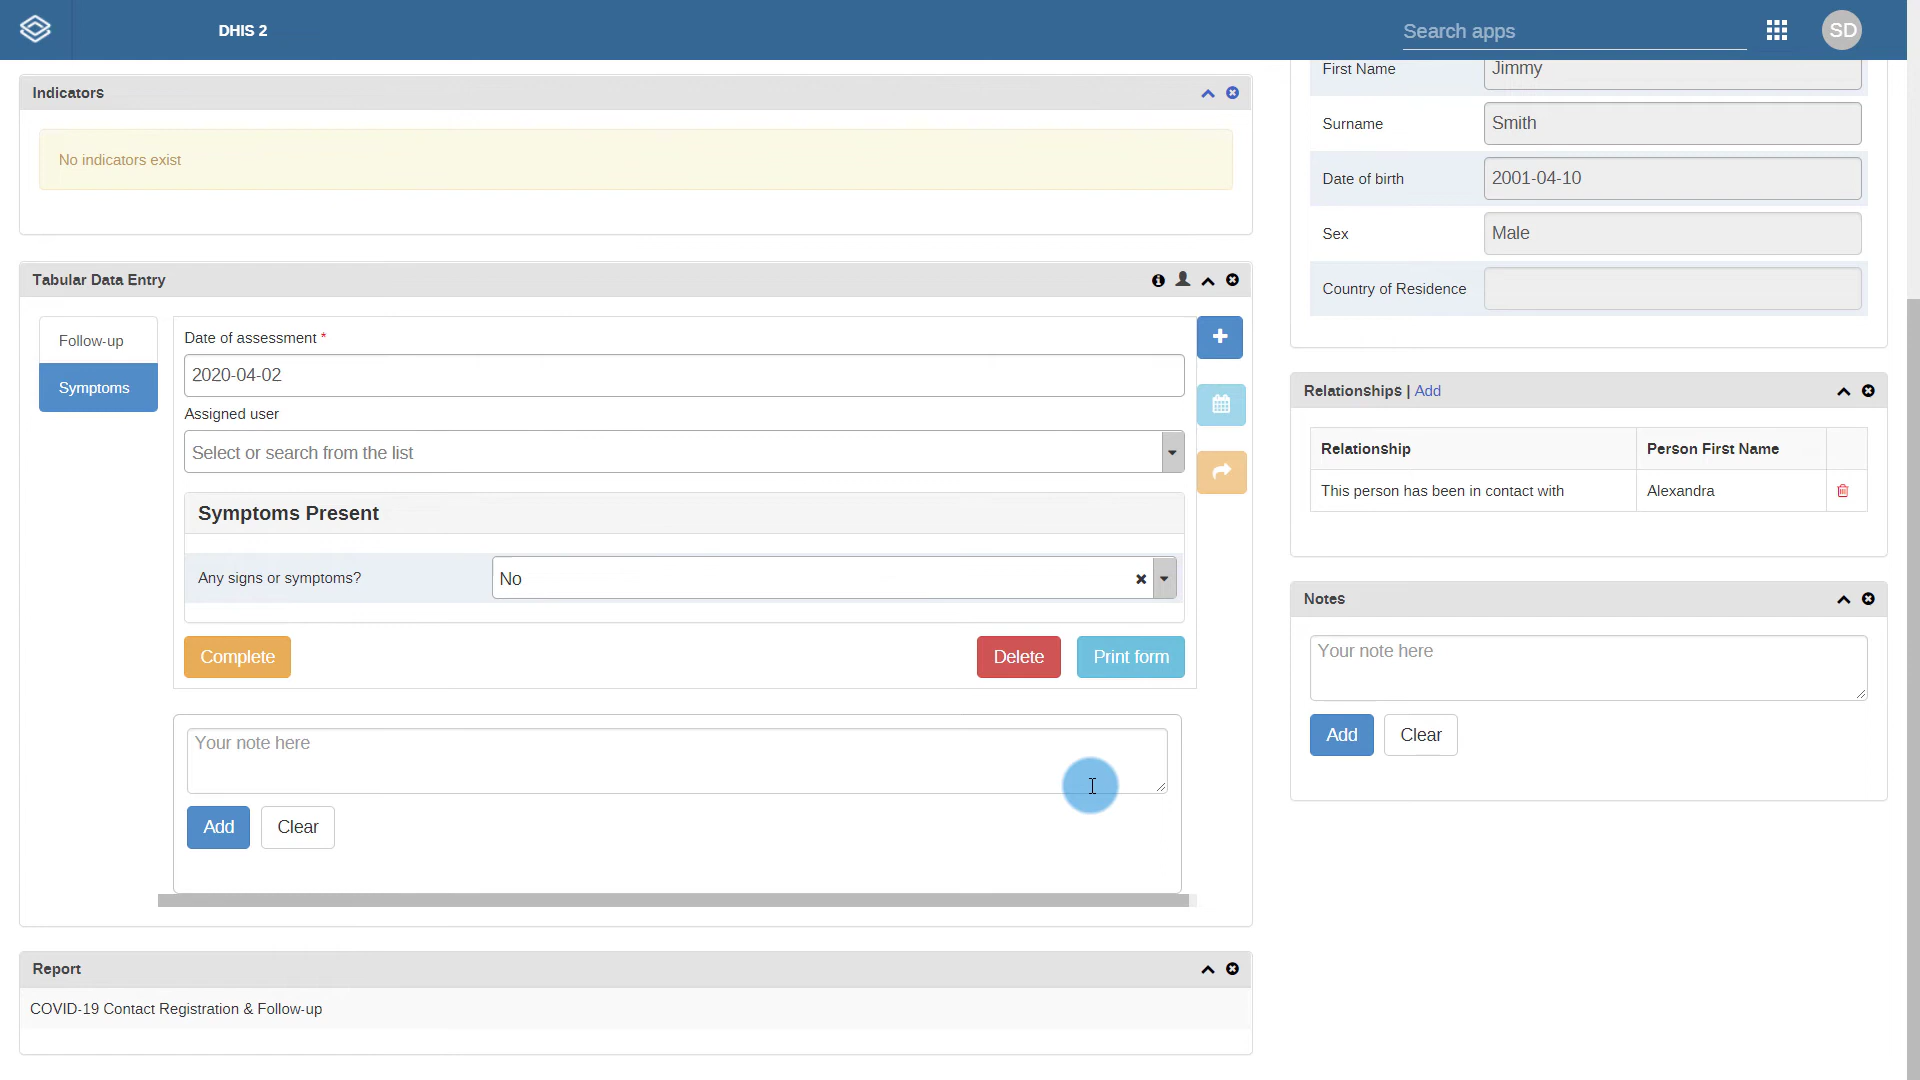 DHIS 2
Search apps
SD
Indicators
No indicators exist
Tabular Data Entry
Follow-up
Symptoms
Date of assessment *
2020-04-02
Assigned user
Select or search from the list
Symptoms Present
Any signs or symptoms?
No
Complete
Delete
Print form
Your note here
Add
Clear
Report
COVID-19 Contact Registration & Follow-up
First Name
Jimmy
Surname
Smith
Date of birth
2001-04-10
Sex
Male
Country of Residence
Relationships | Add
Relationship
Person First Name
This person has been in contact with
Alexandra
Notes
Your note here
Add
Clear